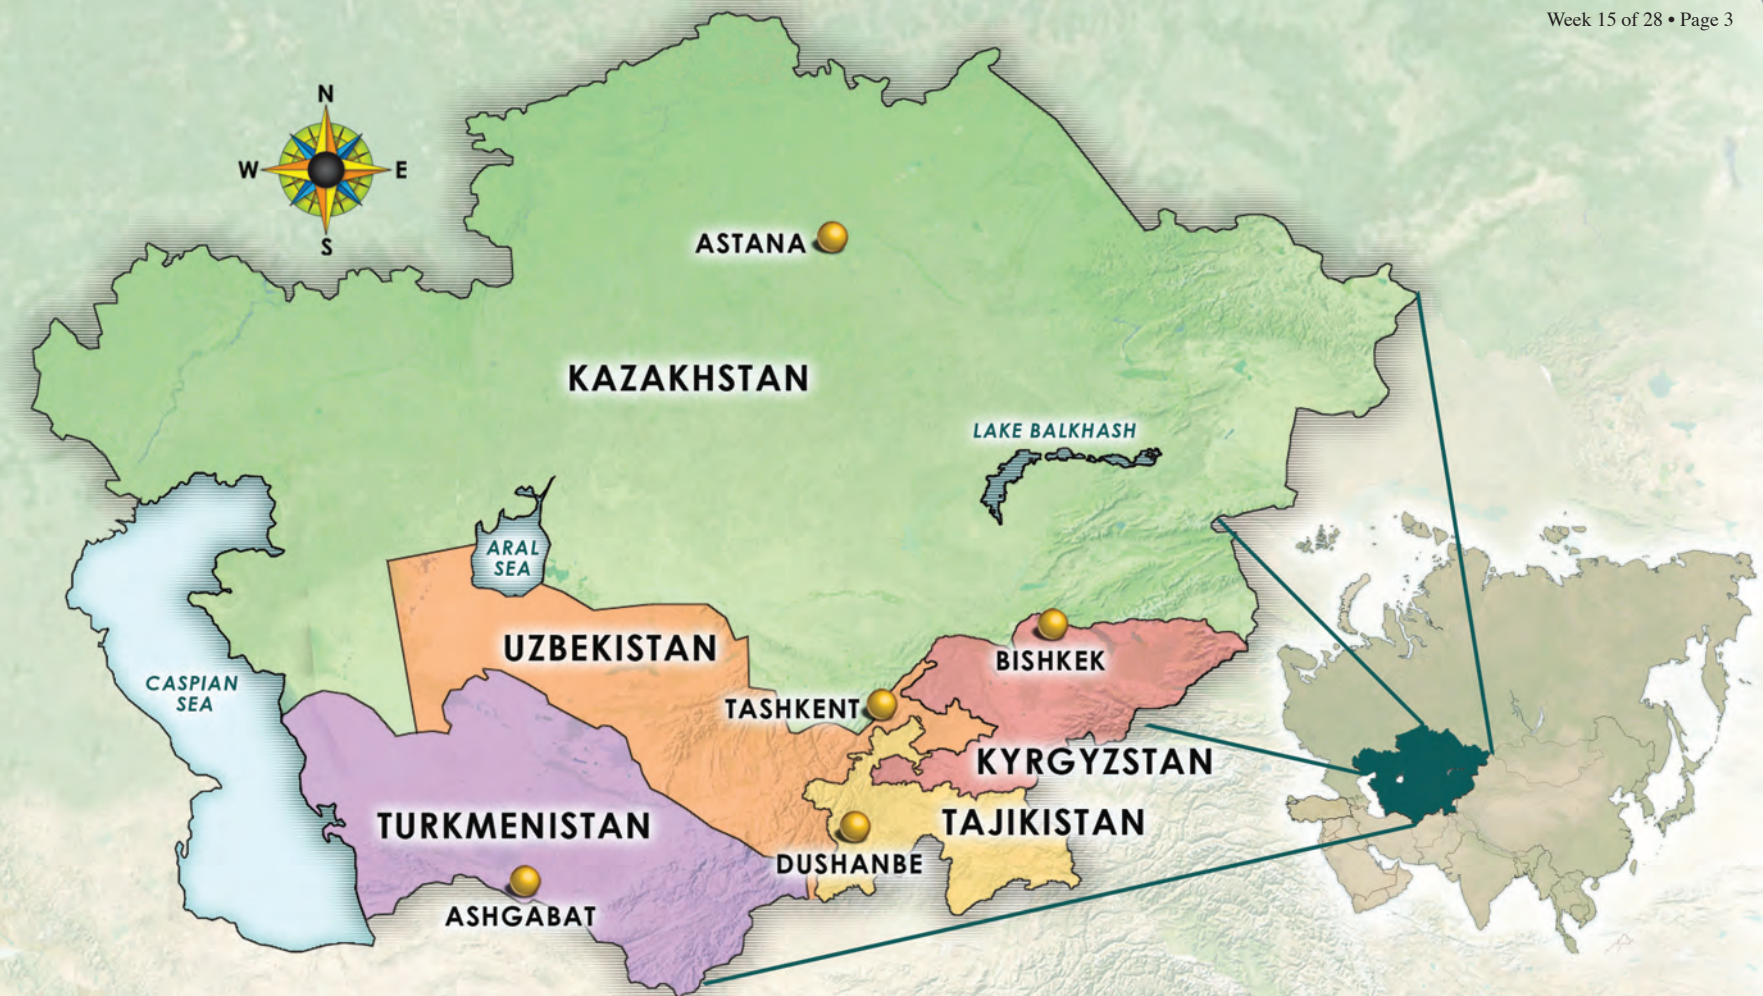 Week 15 of 28 • Page 3
N
W
E
S
ASTANA
KAZAKHSTAN
LAKE BALKHASH
ARAL
SEA
UZBEKISTAN
BISHKEK
CASPIAN
SEA
TASHKENT
KYRGYZSTAN
TURKMENISTAN
TAJIKISTAN
DUSHANBE
ASHGABAT